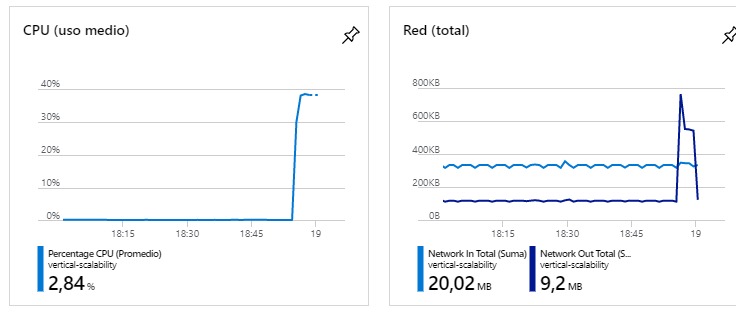 CPU (uso medio)
40%
30%
20%
10%
0%
18:15 18:30 18:45 19
Percentage CPU (Promedio)
vertical-scalability
2,84 %
Red (total)
800KB
600KB
400KB
200KB
0B
18:15 18:30 18:45 19
Network In Total (Suma)
vertical-scalability
20,02 MB
Network Out Total (S...
vertical-scalability
9,2 MB